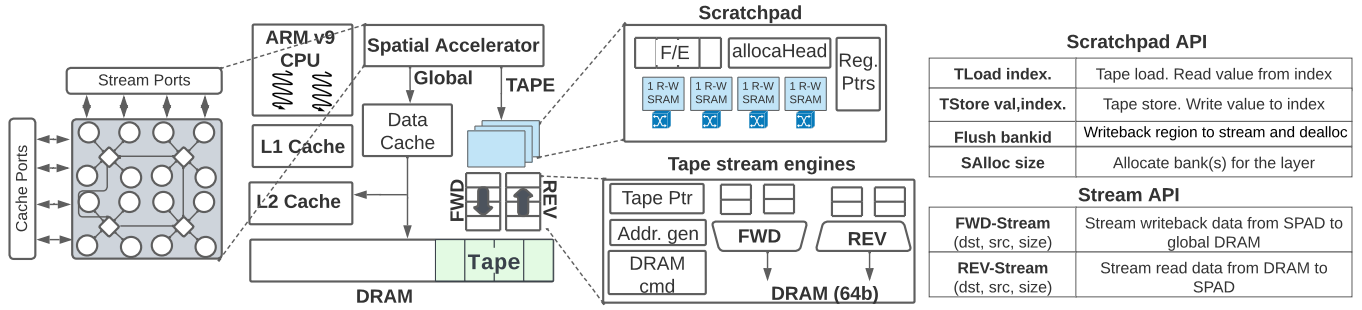 Stream Ports
Cache Ports
ARM v9
CPU
L1 Cache
L2 Cache
Spatial Accelerator
Global
TAPE
Data
Cache
FWD
REV
Tape
DRAM
Scratchpad
F/E
allocaHead
Reg.
Ptrs
1 R-W
SRAM
1 R-W
SRAM
1 R-W
SRAM
1 R-W
SRAM
Tape stream engines
Tape Ptr
Addr. gen
DRAM
cmd
FWD
REV
DRAM (64b)
Scratchpad API
TLoad index.
Tape load. Read value from index
TStore val,index.
Tape store. Write value to index
Flush bankid
Writeback region to stream and dealloc
SAlloc size
Allocate bank(s) for the layer
Stream API
FWD-Stream
(dst, src, size)
Stream writeback data from SPAD to
global DRAM
REV-Stream
(dst, src, size)
Stream read data from DRAM to
SPAD